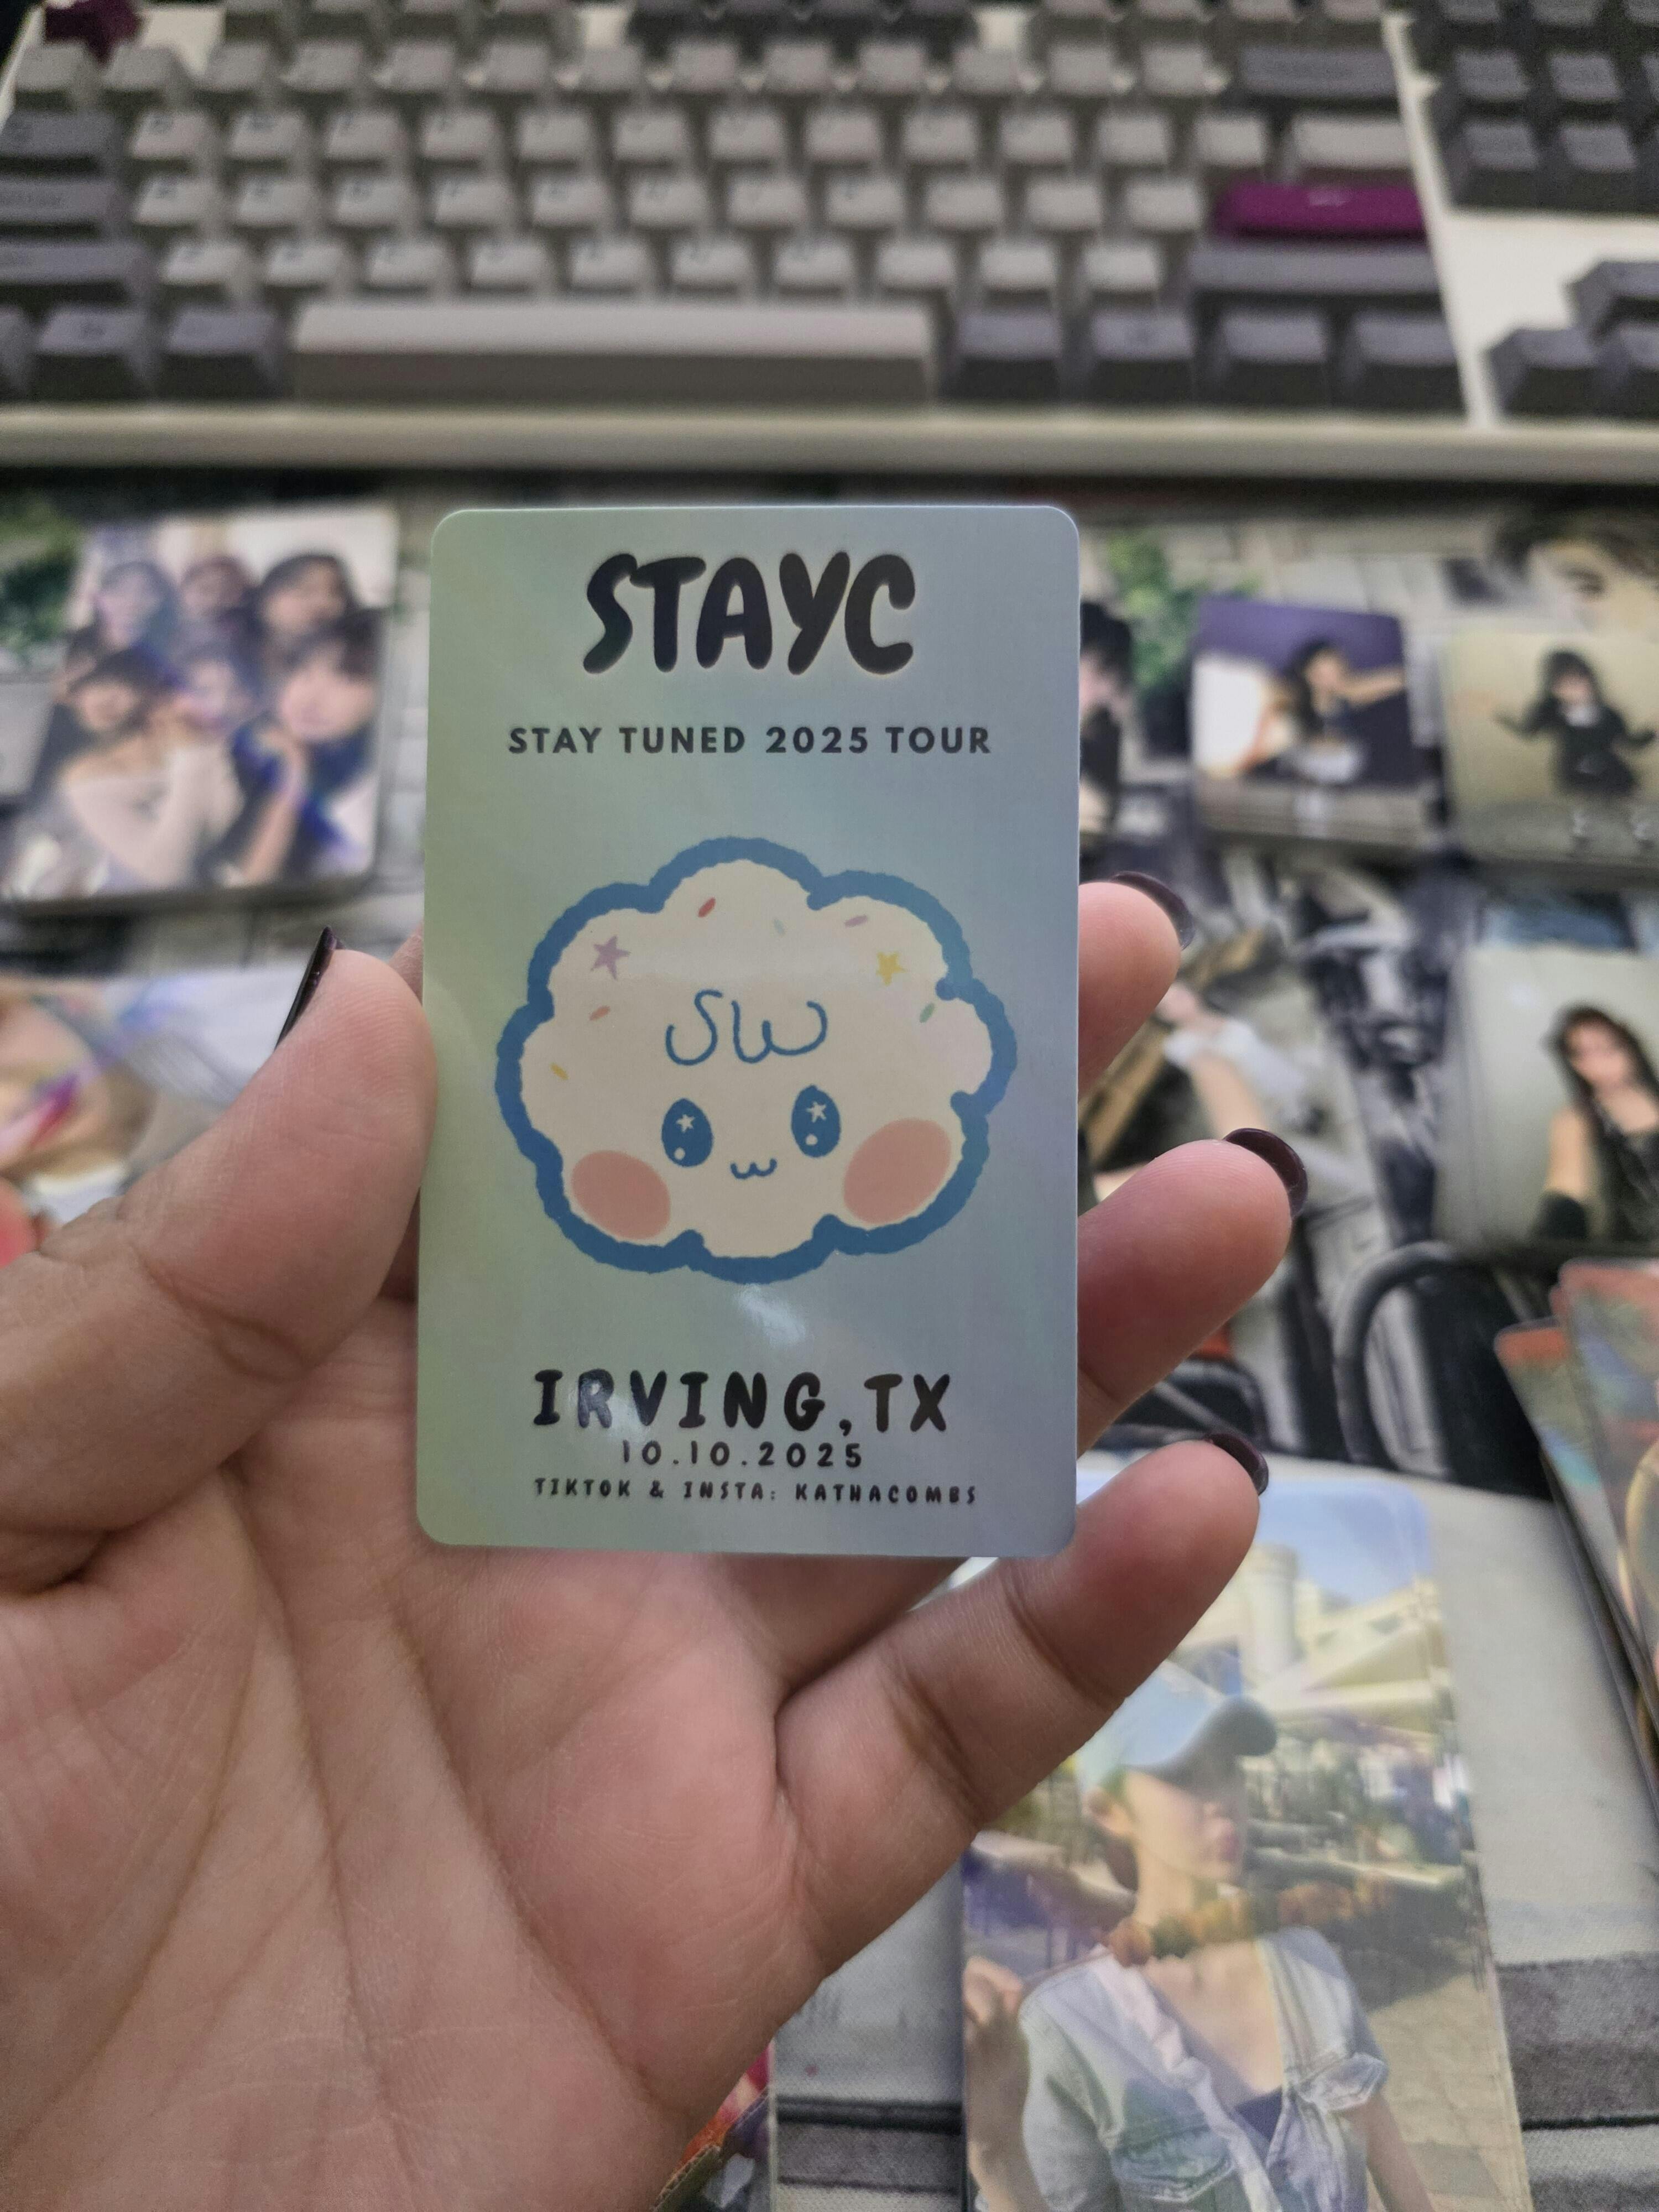 STAYC
STAY TUNED 2025 TOUR
SW
IRVING,TX
10.10.2025
TIKTOK & INSTA: KATHACOMBS